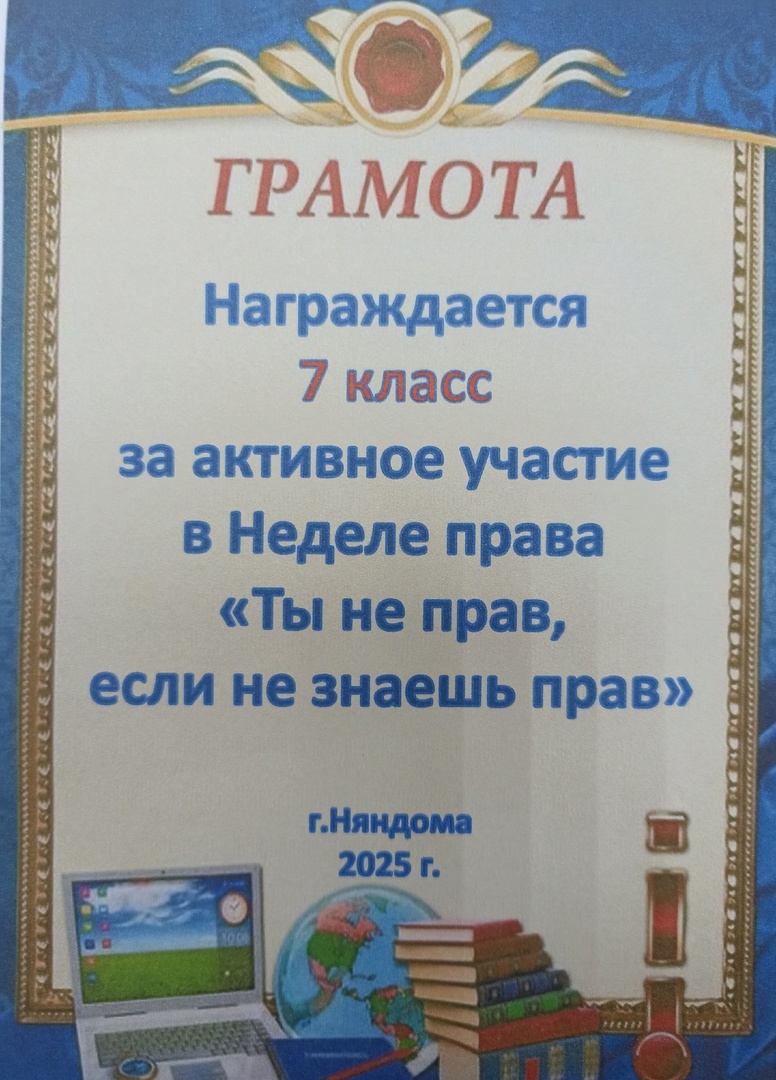 ГРАМОТА
Награждается
7 класс
за активное участие
в Неделе права
«Ты не прав,
если не знаешь прав»
г.Няндома
2025 г.